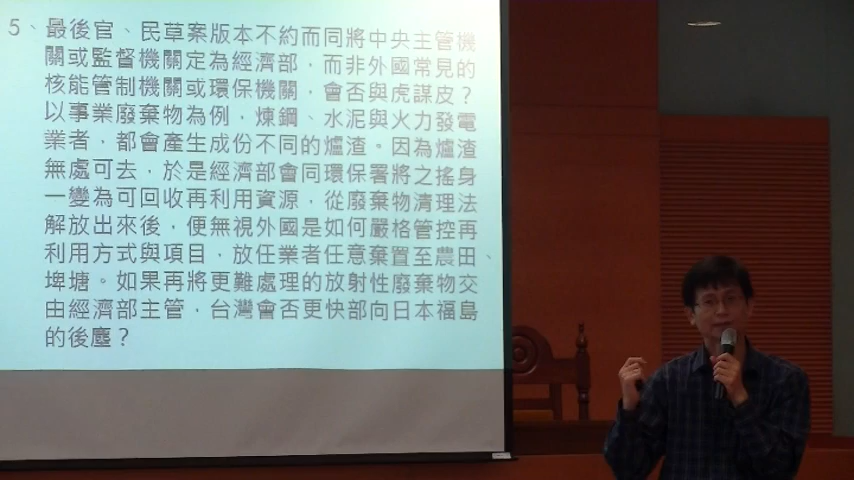 5、最後官、民草案版本不約而同將中央主管機
關或監督機關定為經濟部，而非外國常見的
核能管制機關或環保機關，會否與虎謀皮？
以事業廢棄物為例，煉鋼、水泥與火力發電
業者，都會產生成份不同的爐渣。因為爐渣
無處可去，於是經濟部會同環保署將之搖身
一變為可回收再利用資源，從廢棄物清理法
解放出來後，便無視外國是如何嚴格管控再
利用方式與項目，放任業者任意棄置至農田、
埤塘。如果再將更難處理的放射性廢棄物交
由經濟部主管，台灣會否更快部向日本福島
的後塵？